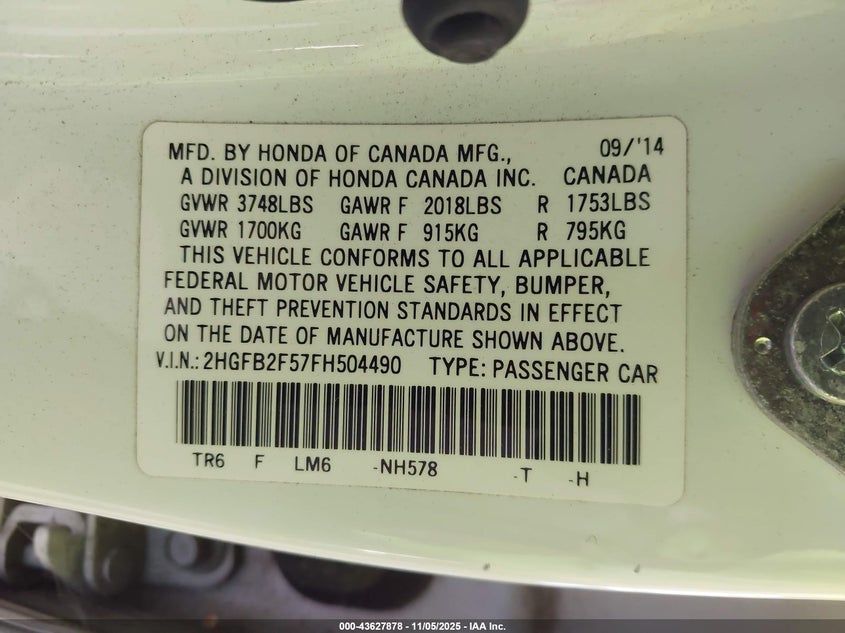 MFD. BY HONDA OF CANADA MFG., 09/'14
A DIVISION OF HONDA CANADA INC. CANADA
GVWR 3748LBS GAWR F 2018LBS R 1753LBS
GVWR 1700KG GAWR F 915KG R 795KG
THIS VEHICLE CONFORMS TO ALL APPLICABLE
FEDERAL MOTOR VEHICLE SAFETY, BUMPER,
AND THEFT PREVENTION STANDARDS IN EFFECT
ON THE DATE OF MANUFACTURE SHOWN ABOVE.
V.I.N.: 2HGFB2F57FH504490 TYPE: PASSENGER CAR
TR6 F LM6 -NH578 -T -H
000-43627878 - 11/05/2025 - IAA Inc.